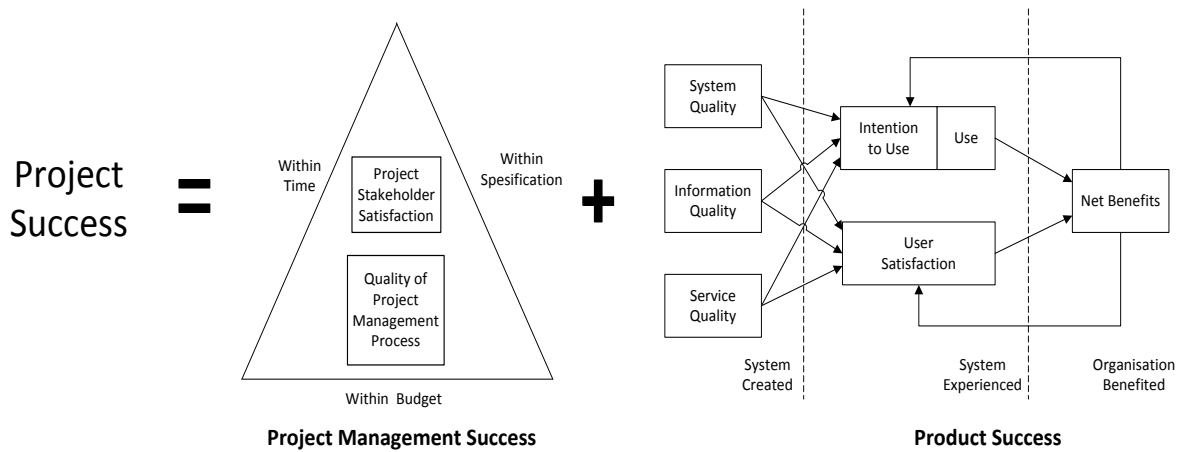 Project
Success
=
Within
Time
Project
Stakeholder
Satisfaction
Within
Spesification
Quality of
Project
Management
Process
Within Budget
Project Management Success
+
System
Quality
Information
Quality
Service
Quality
Intention
to Use
Use
User
Satisfaction
Net Benefits
System
Created
System
Experienced
Organisation
Benefited
Product Success